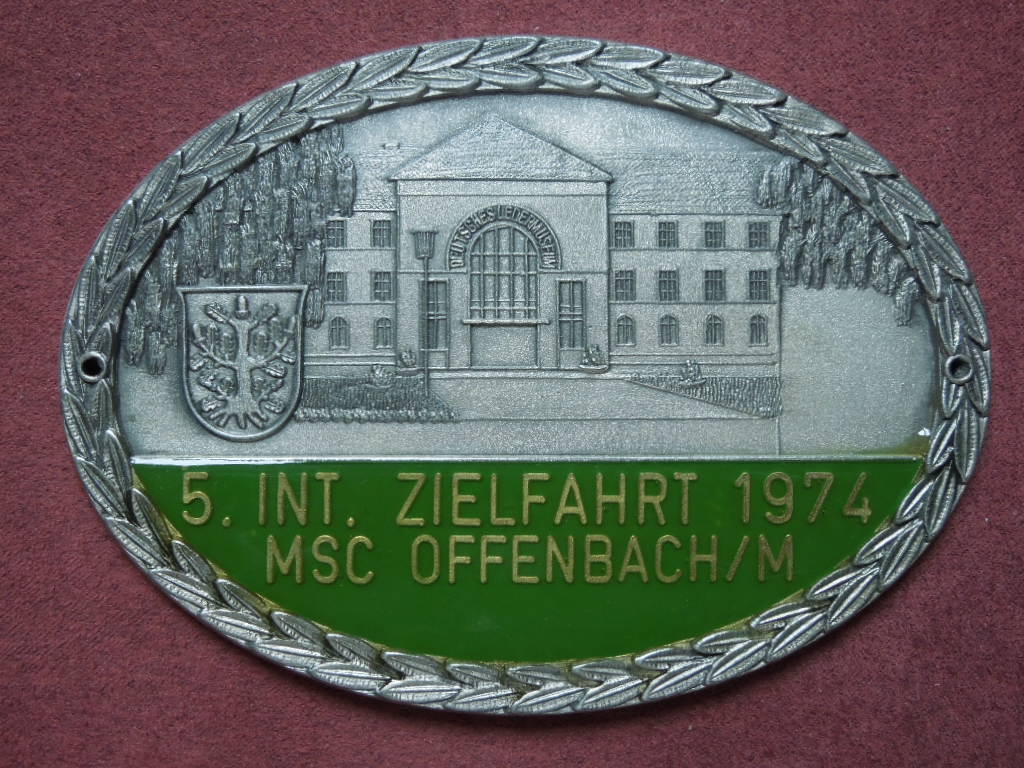 DEUTSCHES LEDERMUSEUM
5. INT. ZIELFAHRT 1974
MSC OFFENBACH/M